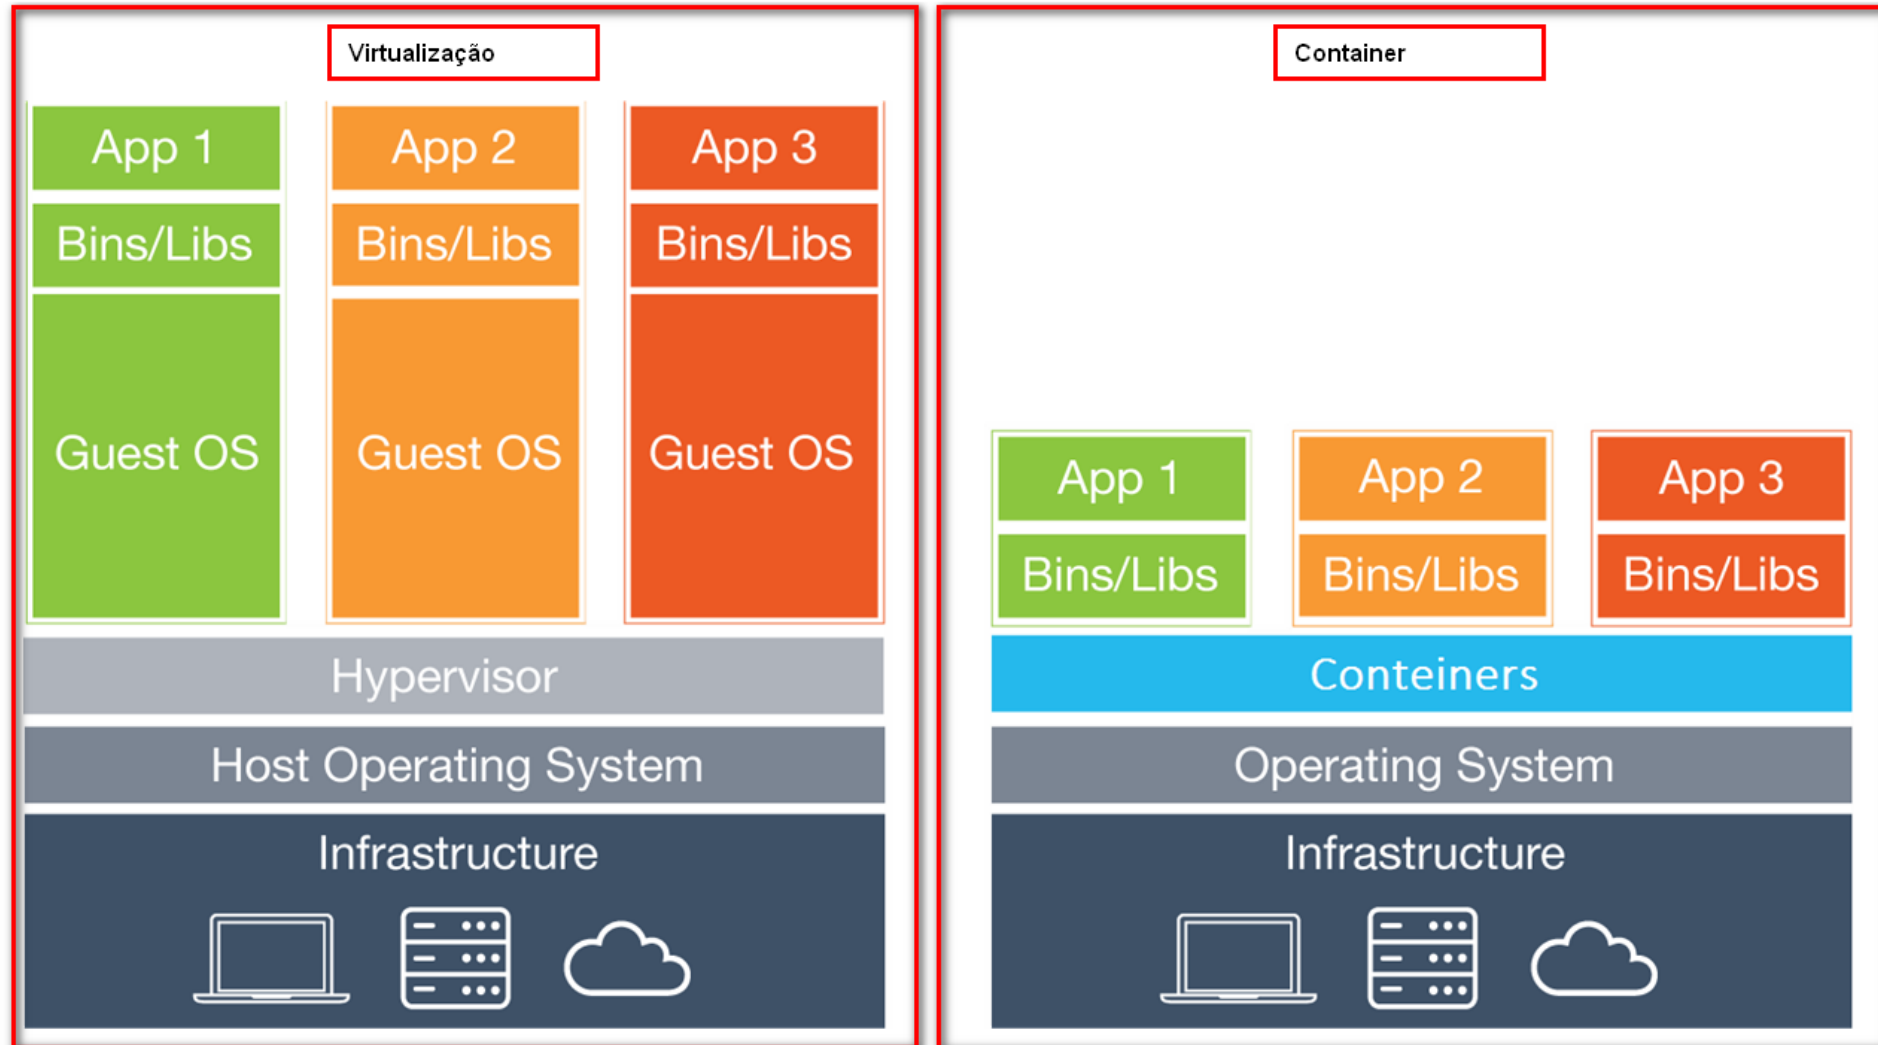 Virtualização
App 1
App 2
App 3
Bins/Libs
Bins/Libs
Bins/Libs
Guest OS
Guest OS
Guest OS
Hypervisor
Host Operating System
Infrastructure
Container
App 1
App 2
App 3
Bins/Libs
Bins/Libs
Bins/Libs
Conteiners
Operating System
Infrastructure